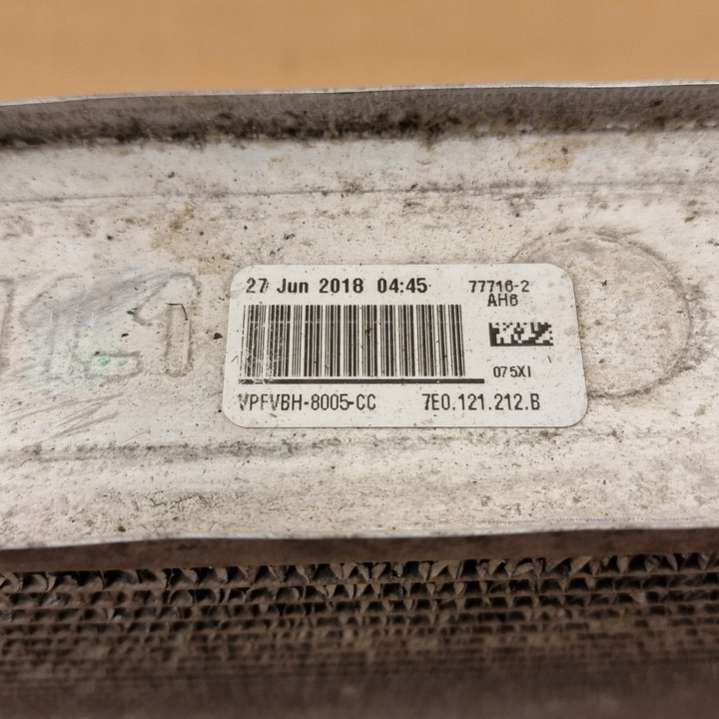 27 Jun 2018 04:45 77716-2
AH6
075XI
VPFVBH-8005-CC 7E0.121.212.B